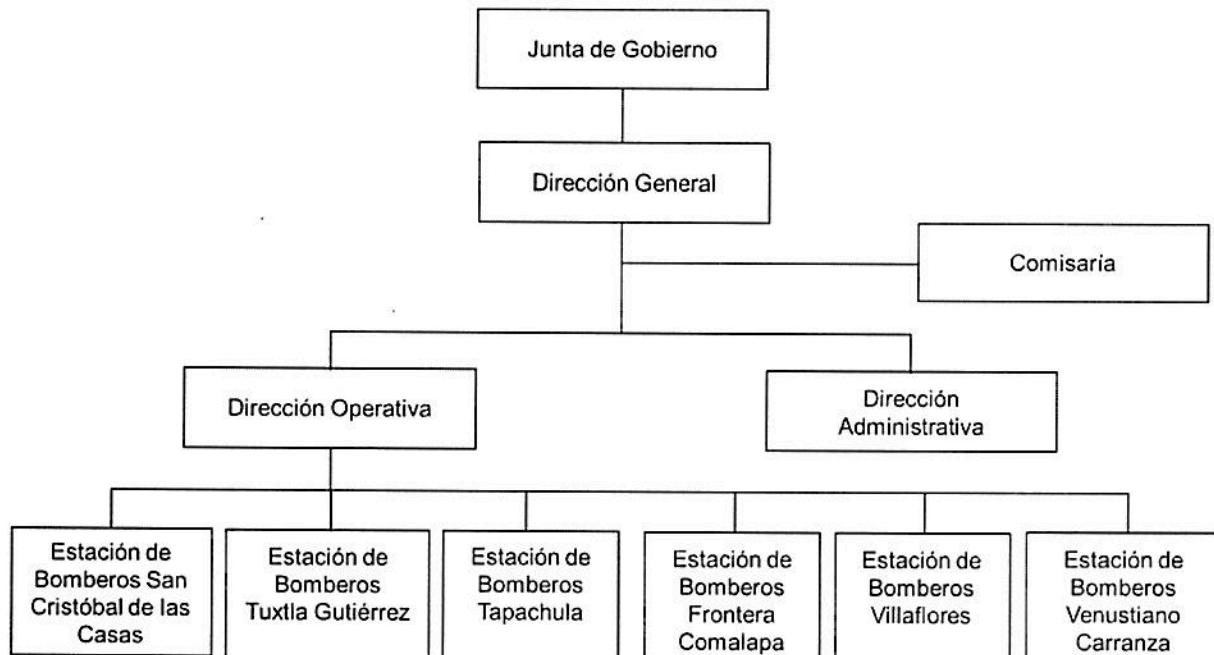 Junta de Gobierno
Dirección General
Comisaría
Dirección Operativa
Dirección
Administrativa
Estación de
Bomberos San
Cristóbal de las
Casas
Estación de
Bomberos
Tuxtla Gutiérrez
Estación de
Bomberos
Tapachula
Estación de
Bomberos
Frontera
Comalapa
Estación de
Bomberos
Villaflores
Estación de
Bomberos
Venustiano
Carranza